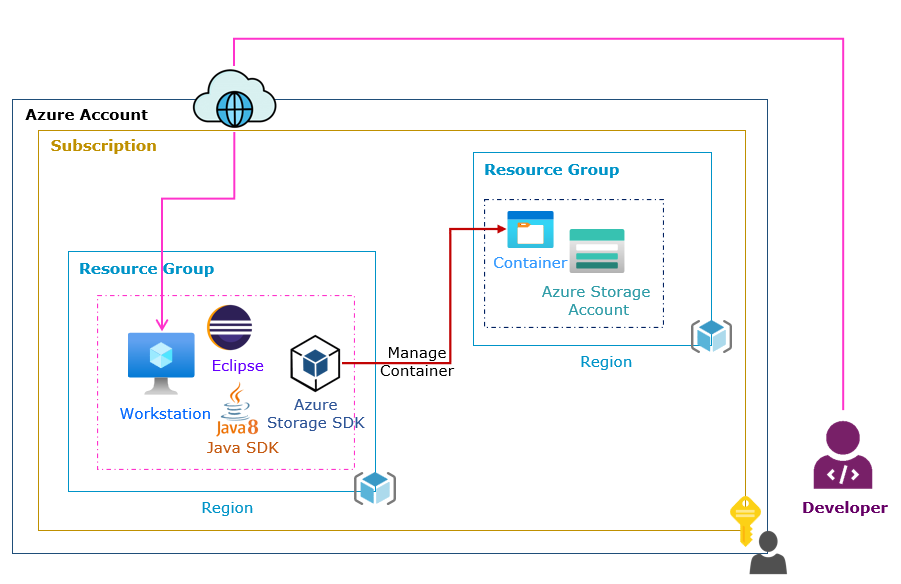 Azure Account
Subscription
Resource Group
Container
Azure Storage
Account
Region
Resource Group
Workstation
Eclipse
Java8
Java SDK
Azure
Storage SDK
Manage
Container
Region
Developer